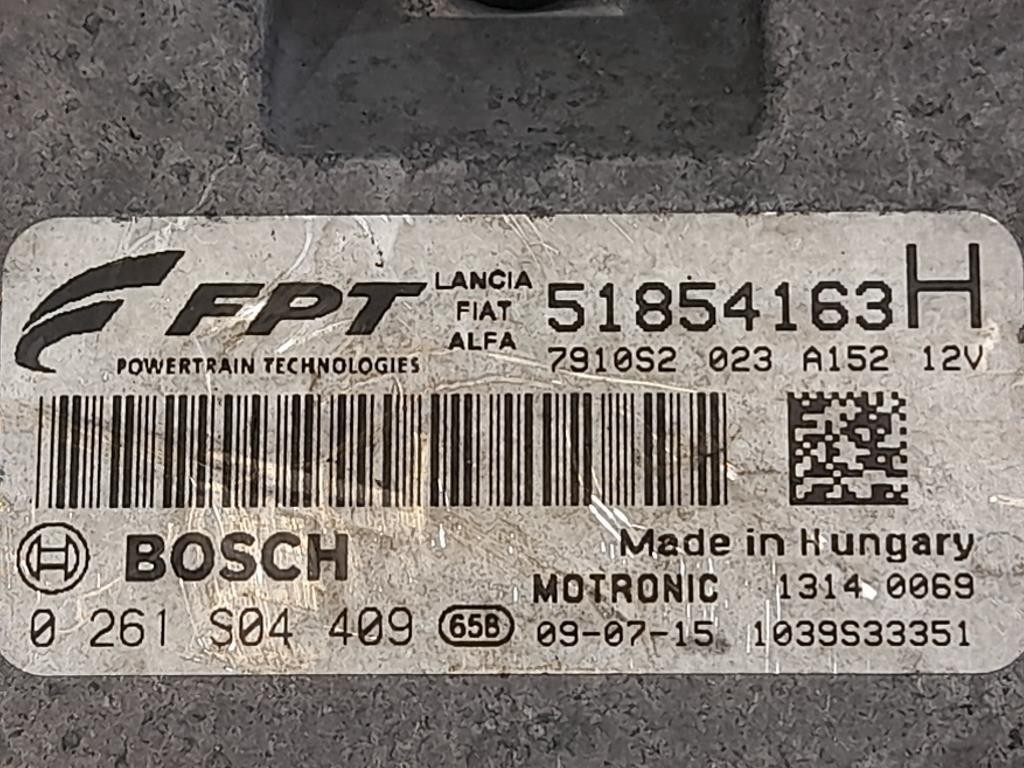 FPT
POWERTRAIN TECHNOLOGIES
LANCIA
FIAT
ALFA
51854163 H
7910S2 023 A152 12V
BOSCH
Made in Hungary
MOTRONIC 1314 0069
0 261 S04 409 65B 09-07-15 1039S33351